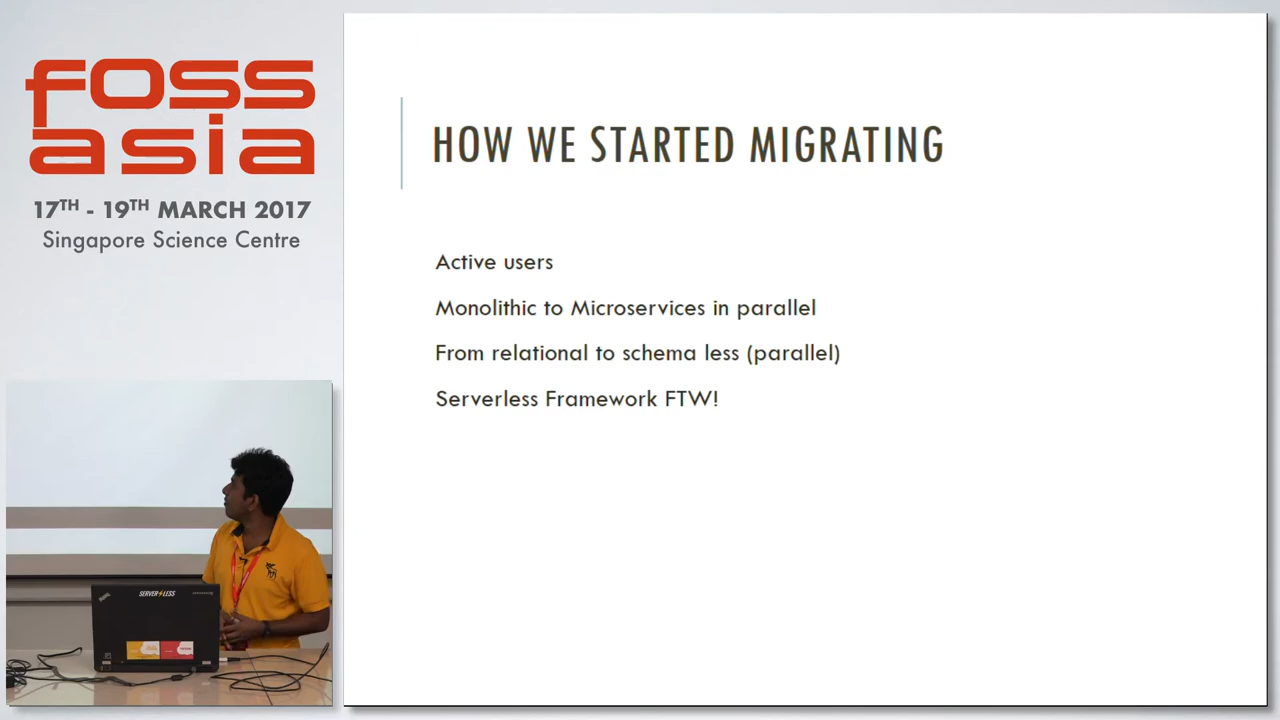 foss
asia
17TH - 19TH MARCH 2017
Singapore Science Centre
HOW WE STARTED MIGRATING
Active users
Monolithic to Microservices in parallel
From relational to schema less (parallel)
Serverless Framework FTW!
SERVERLESS